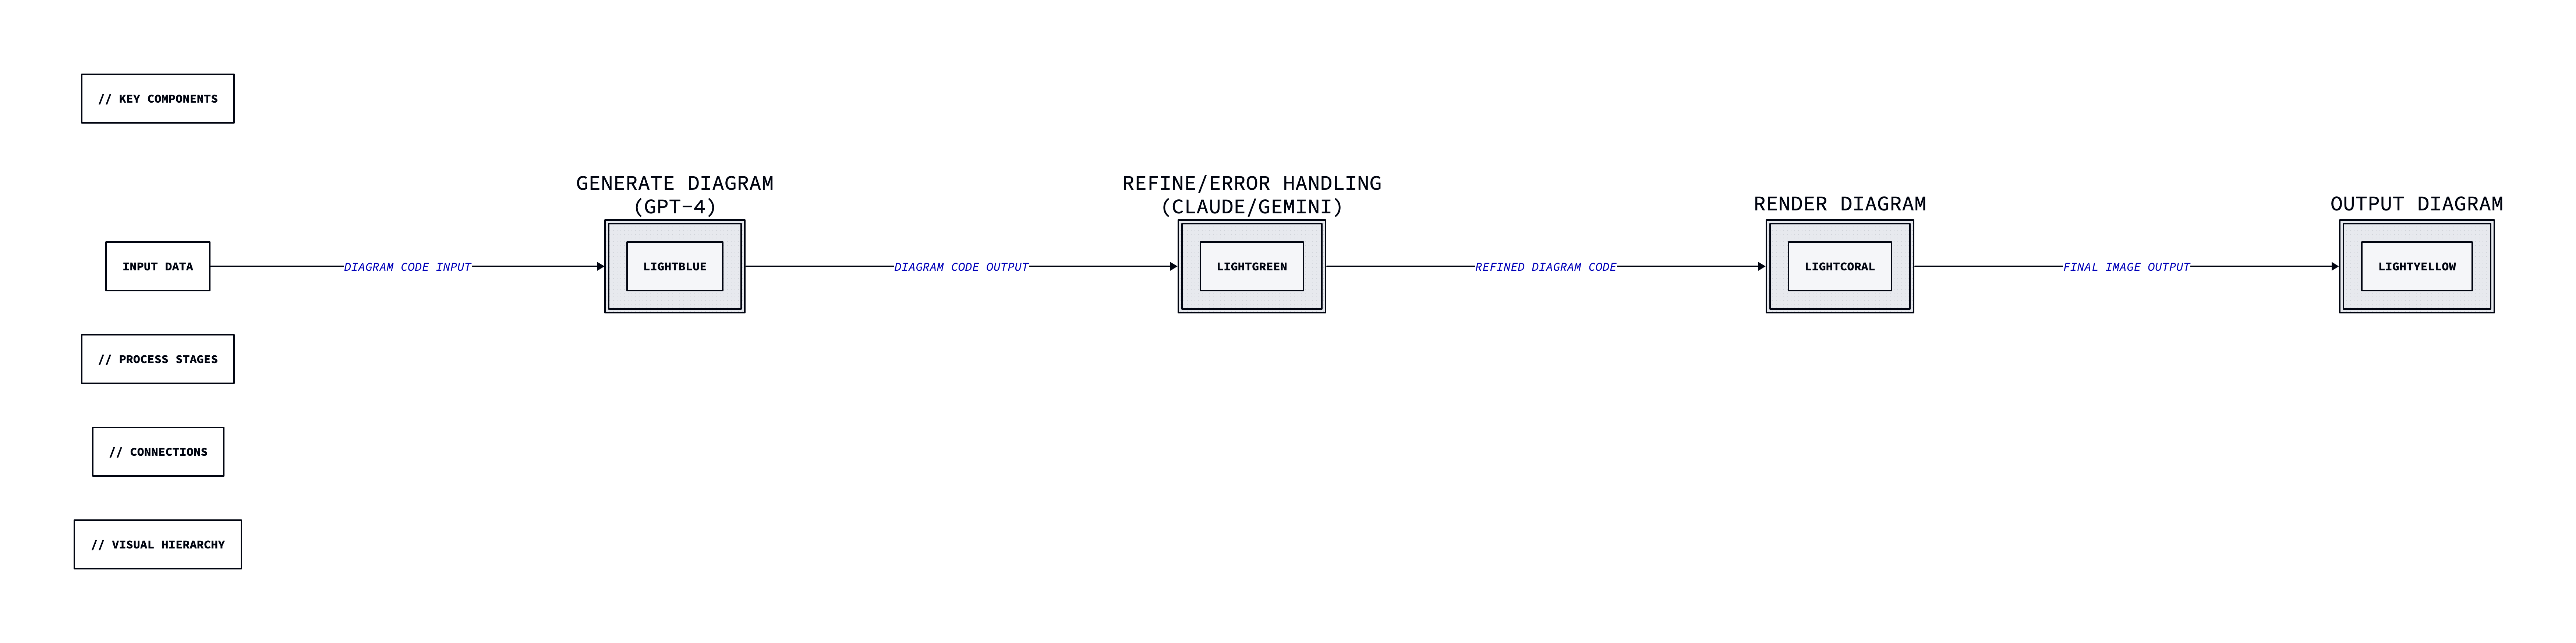 // KEY COMPONENTS
GENERATE DIAGRAM
(GPT-4)
REFINE/ERROR HANDLING
(CLAUDE/GEMINI)
RENDER DIAGRAM
OUTPUT DIAGRAM
INPUT DATA
DIAGRAM CODE INPUT
LIGHTBLUE
DIAGRAM CODE OUTPUT
LIGHTGREEN
REFINED DIAGRAM CODE
LIGHTCORAL
FINAL IMAGE OUTPUT
LIGHTYELLOW
// PROCESS STAGES
// CONNECTIONS
// VISUAL HIERARCHY